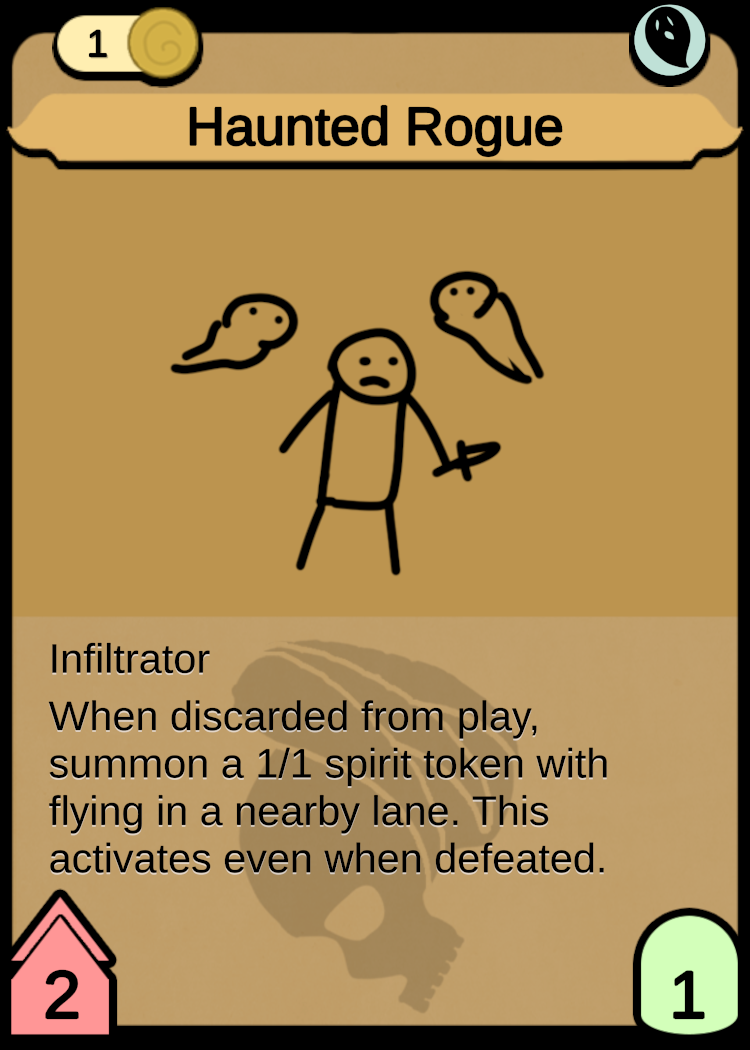 1
Haunted Rogue
Infiltrator
When discarded from play,
summon a 1/1 spirit token with
flying in a nearby lane. This
activates even when defeated.
2
1